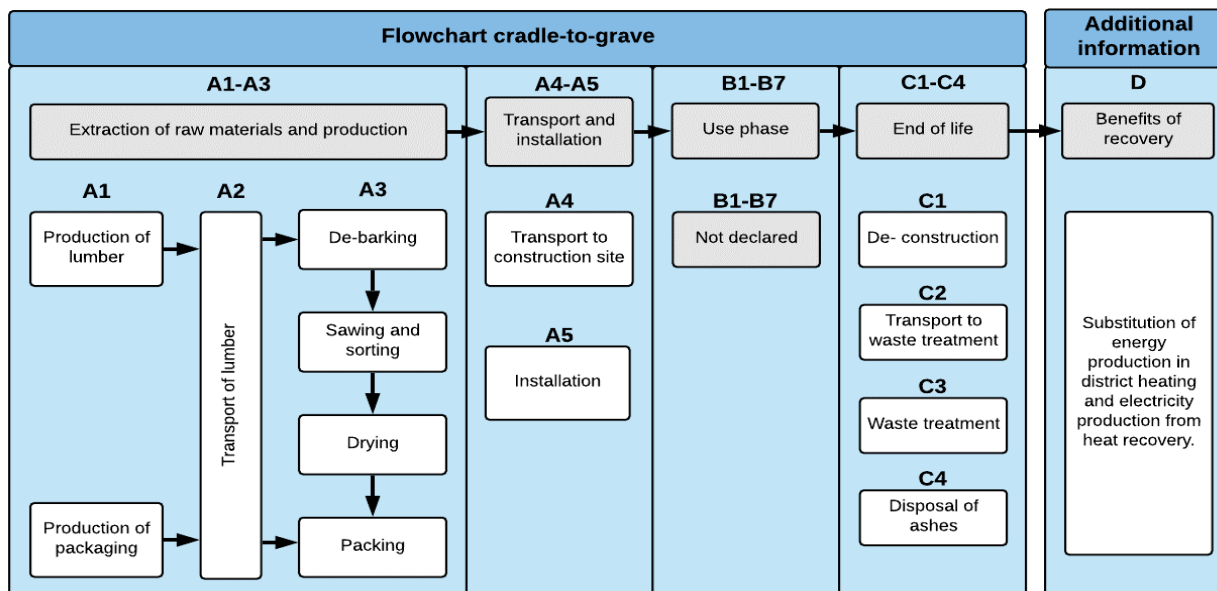 Flowchart cradle-to-grave
Additional
information
A1-A3
A4-A5
B1-B7
C1-C4
D
Extraction of raw materials and production
Transport and
installation
Use phase
End of life
Benefits of
recovery
A1
A2
A3
A4
B1-B7
C1
Production of
lumber
Transport of lumber
De-barking
Transport to
construction site
Not declared
De- construction
C2
Sawing and
sorting
A5
Transport to
waste treatment
Installation
C3
Drying
Waste treatment
C4
Production of
packaging
Packing
Disposal of
ashes
Substitution of
energy
production in
district heating
and electricity
production from
heat recovery.